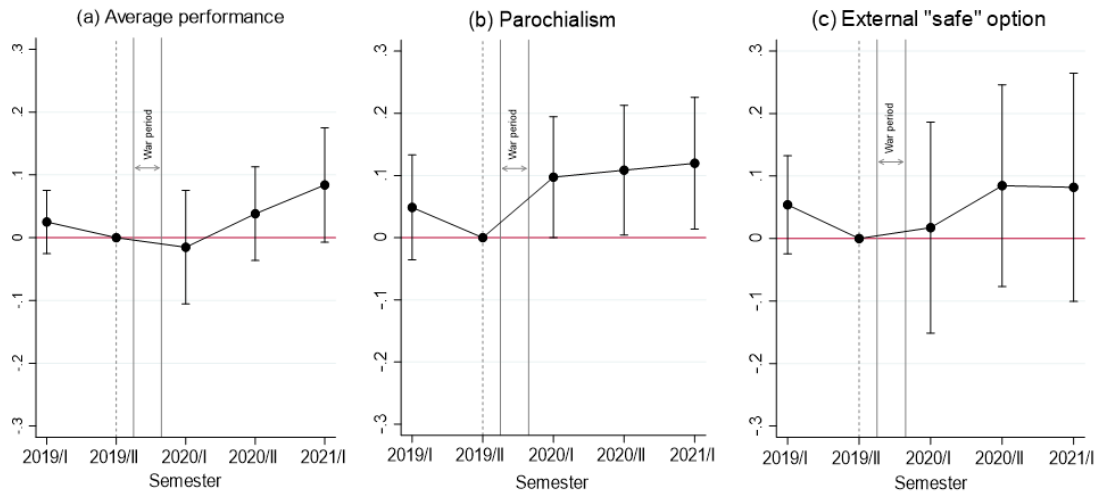 (a) Average performance
.3
.2
.1
0
-.1
-.2
-.3
War period
2019/I 2019/II 2020/I 2020/II 2021/I
Semester
(b) Parochialism
.3
.2
.1
0
-.1
-.2
-.3
War period
2019/I 2019/II 2020/I 2020/II 2021/I
Semester
(c) External "safe" option
.3
.2
.1
0
-.1
-.2
-.3
War period
2019/I 2019/II 2020/I 2020/II 2021/I
Semester